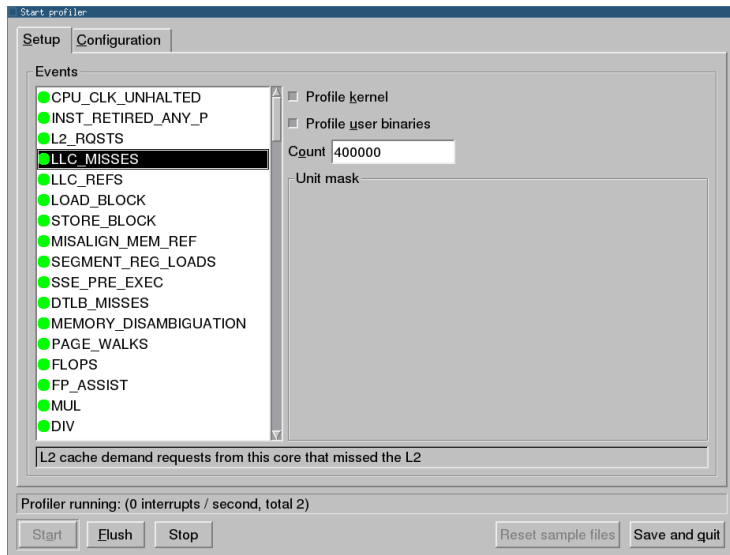 Start profiler
Setup Configuration
Events
CPU_CLK_UNHALTED
INST_RETIRED_ANY_P
L2_RQSTS
LLC_MISSES
LLC_REFS
LOAD_BLOCK
STORE_BLOCK
MISALIGN_MEM_REF
SEGMENT_REG_LOADS
SSE_PRE_EXEC
DTLB_MISSES
MEMORY_DISAMBIGUATION
PAGE_WALKS
FLOPS
FP_ASSIST
MUL
DIV
Profile kernel
Profile user binaries
Count 400000
Unit mask
L2 cache demand requests from this core that missed the L2
Profiler running: (0 interrupts / second, total 2)
Start Flush Stop Reset sample files Save and quit